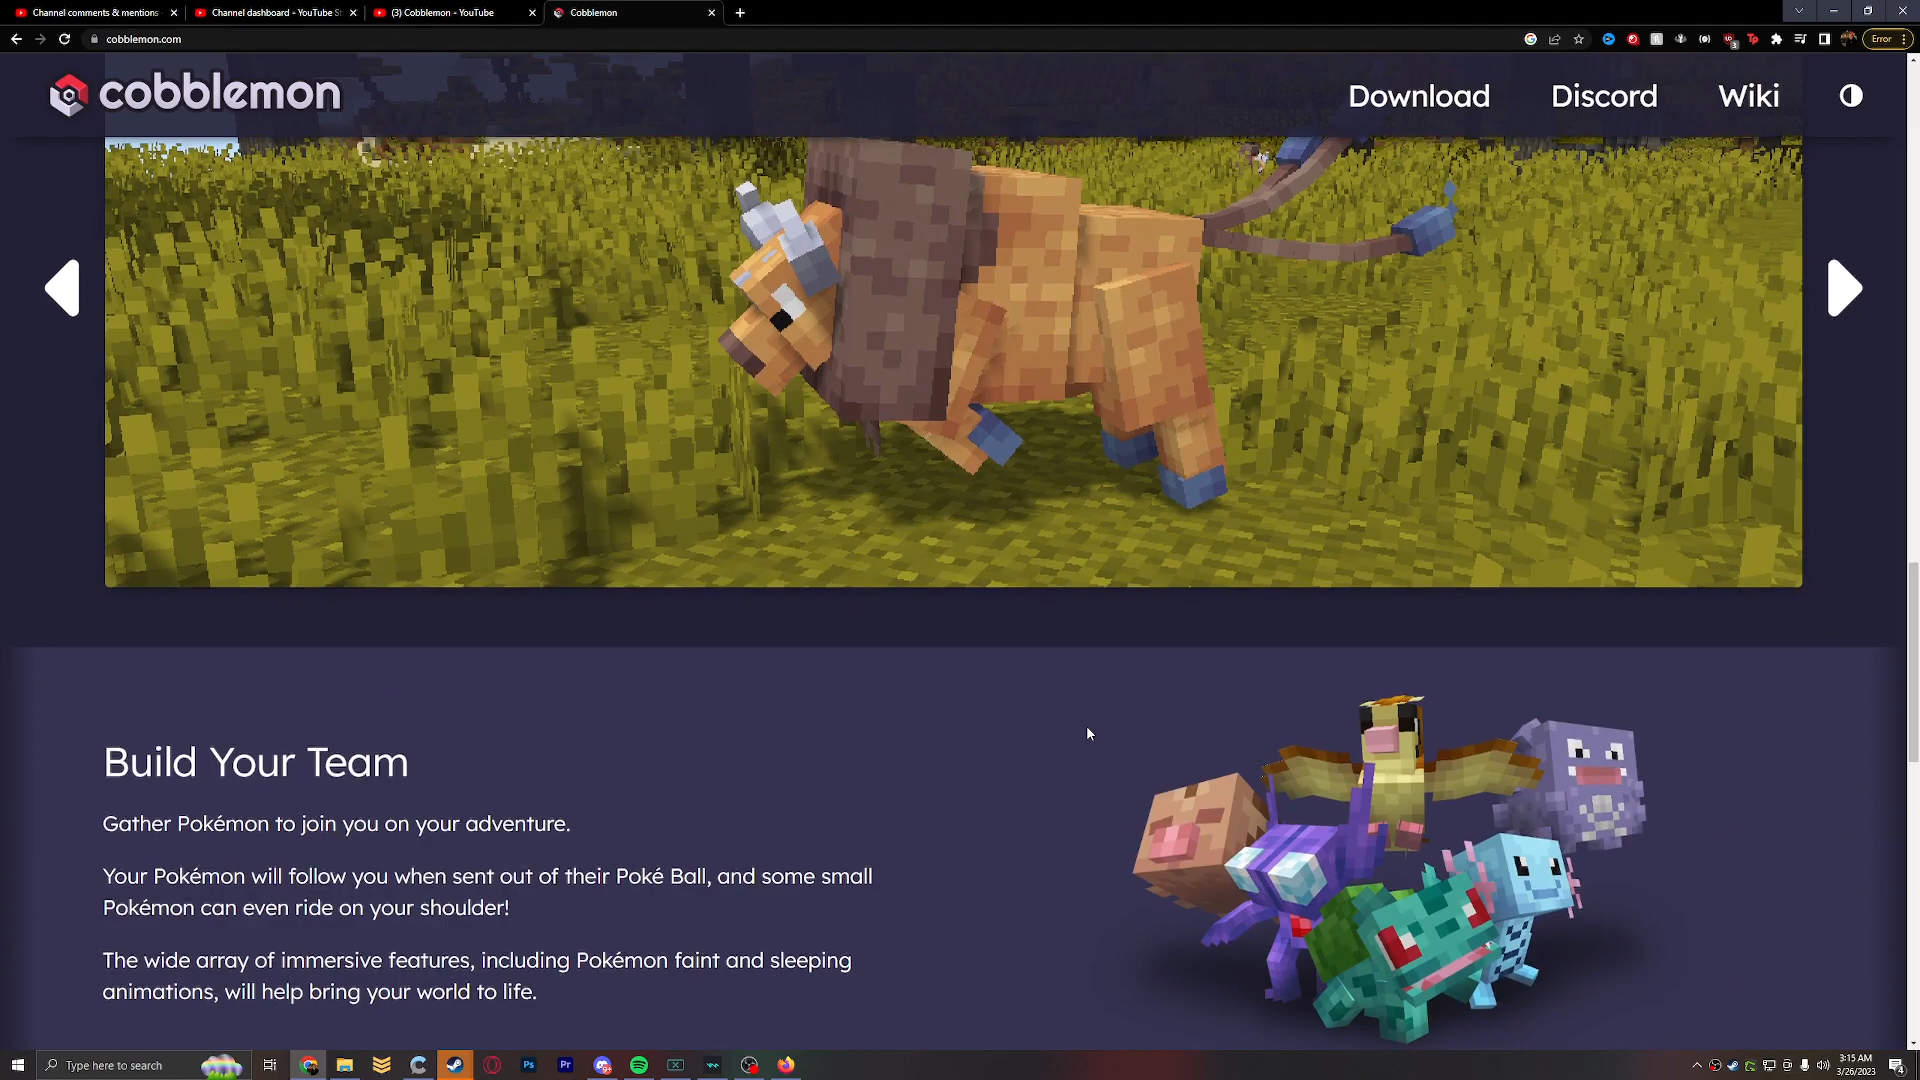 Channel comments & mentions
Channel dashboard - YouTube St
(3) Cobblemon - YouTube
Cobblemon
cobblemon.com
Error
cobblemon
Download
Discord
Wiki
Build Your Team
Gather Pokémon to join you on your adventure.
Your Pokémon will follow you when sent out of their Poké Ball, and some small
Pokémon can even ride on your shoulder!
The wide array of immersive features, including Pokémon faint and sleeping
animations, will help bring your world to life.
Type here to search
Ps
Pr
3:15 AM
3/26/2023